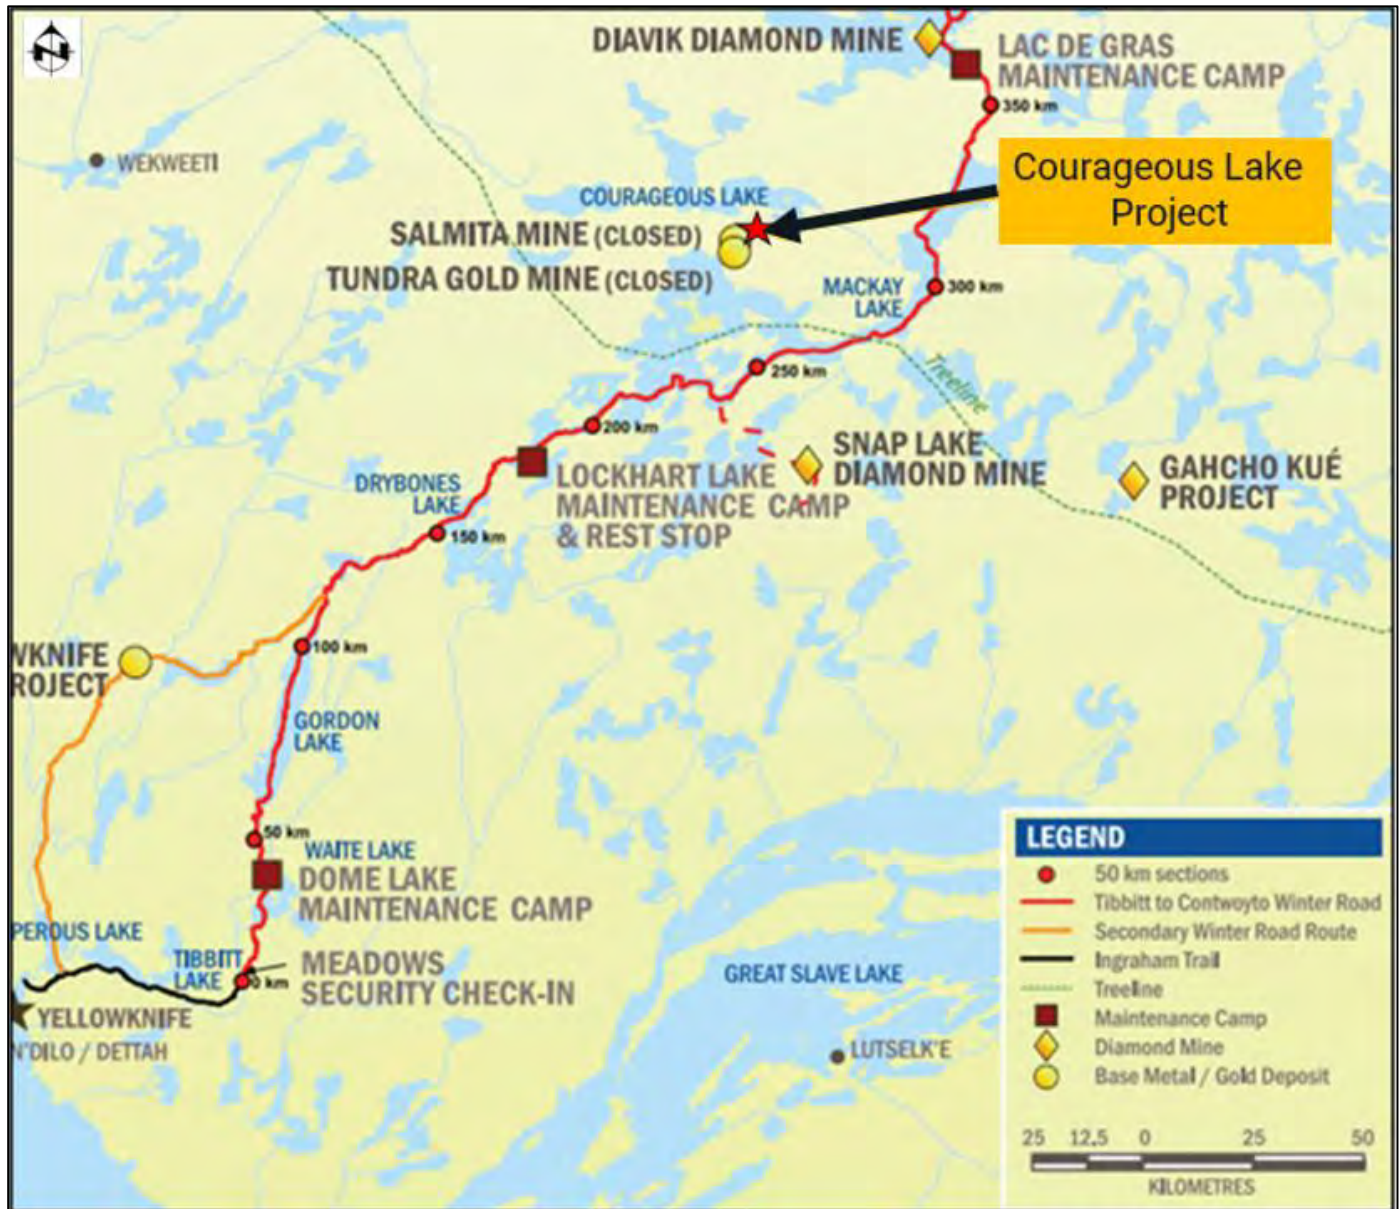 N
DIAVIK DIAMOND MINE
LAC DE GRAS
MAINTENANCE CAMP
350 km
WEKWEETI
Courageous Lake
Project
COURAGEOUS LAKE
SALMITA MINE (CLOSED)
TUNDRA GOLD MINE (CLOSED)
MACKAY
LAKE
300 km
Treeline
250 km
200 km
SNAP LAKE
DIAMOND MINE
GAHCHO KUÉ
PROJECT
DRYBONES
LAKE
LOCKHART LAKE
MAINTENANCE CAMP
& REST STOP
150 km
100 km
WKNIFE
ROJECT
GORDON
LAKE
50 km
WAITE LAKE
DOME LAKE
MAINTENANCE CAMP
PEROUS LAKE
TIBBITT
LAKE
0 km
MEADOWS
SECURITY CHECK-IN
GREAT SLAVE LAKE
YELLOWKNIFE
N'DILO / DETTAH
LUTSELK'E
LEGEND
50 km sections
Tibbitt to Contwoyto Winter Road
Secondary Winter Road Route
Ingraham Trail
Treeline
Maintenance Camp
Diamond Mine
Base Metal / Gold Deposit
25 12.5 0 25 50
KILOMETRES